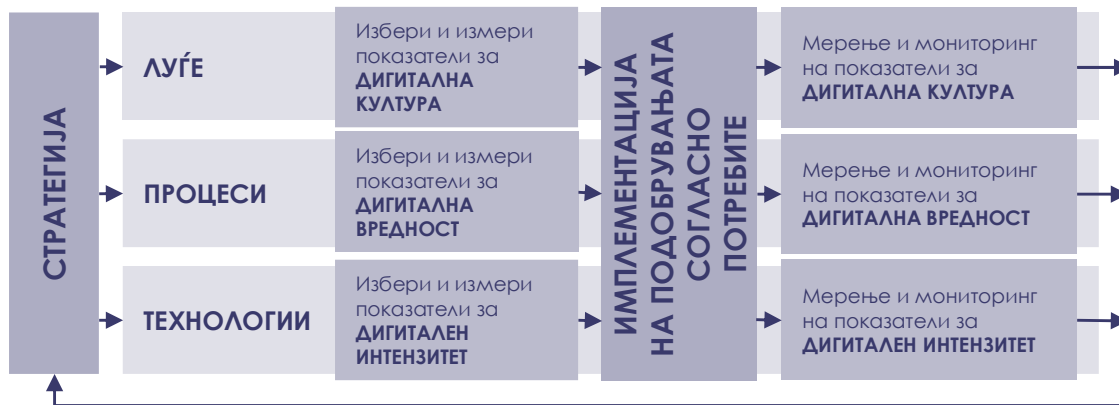 СТРАТЕГИЈА
ЛУЃЕ
Избери и измери
показатели за
ДИГИТАЛНА
КУЛТУРА
ПРОЦЕСИ
Избери и измери
показатели за
ДИГИТАЛНА
ВРЕДНОСТ
ТЕХНОЛОГИИ
Избери и измери
показатели за
ДИГИТАЛЕН
ИНТЕНЗИТЕТ
ИМПЛЕМЕНТАЦИЈА
НА ПОДОБРУВАЊАТА
СОГЛАСНО
ПОТРЕБИТЕ
Мерење и мониторинг
на показатели за
ДИГИТАЛНА КУЛТУРА
Мерење и мониторинг
на показатели за
ДИГИТАЛНА ВРЕДНОСТ
Мерење и мониторинг
на показатели за
ДИГИТАЛЕН ИНТЕНЗИТЕТ